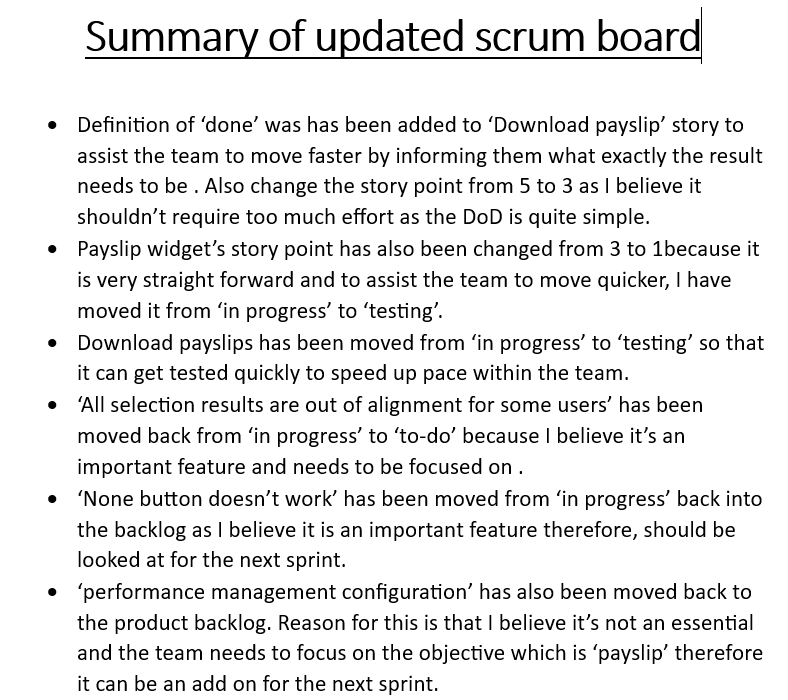 Summary of updated scrum board
• Definition of ‘done’ was has been added to ‘Download payslip’ story to
assist the team to move faster by informing them what exactly the result
needs to be . Also change the story point from 5 to 3 as I believe it
shouldn’t require too much effort as the DoD is quite simple.
• Payslip widget’s story point has also been changed from 3 to 1because it
is very straight forward and to assist the team to move quicker, I have
moved it from ‘in progress’ to ‘testing’.
• Download payslips has been moved from ‘in progress’ to ‘testing’ so that
it can get tested quickly to speed up pace within the team.
• ‘All selection results are out of alignment for some users’ has been
moved back from ‘in progress’ to ‘to-do’ because I believe it’s an
important feature and needs to be focused on .
• ‘None button doesn’t work’ has been moved from ‘in progress’ back into
the backlog as I believe it is an important feature therefore, should be
looked at for the next sprint.
• ‘performance management configuration’ has also been moved back to
the product backlog. Reason for this is that I believe it’s not an essential
and the team needs to focus on the objective which is ‘payslip’ therefore
it can be an add on for the next sprint.